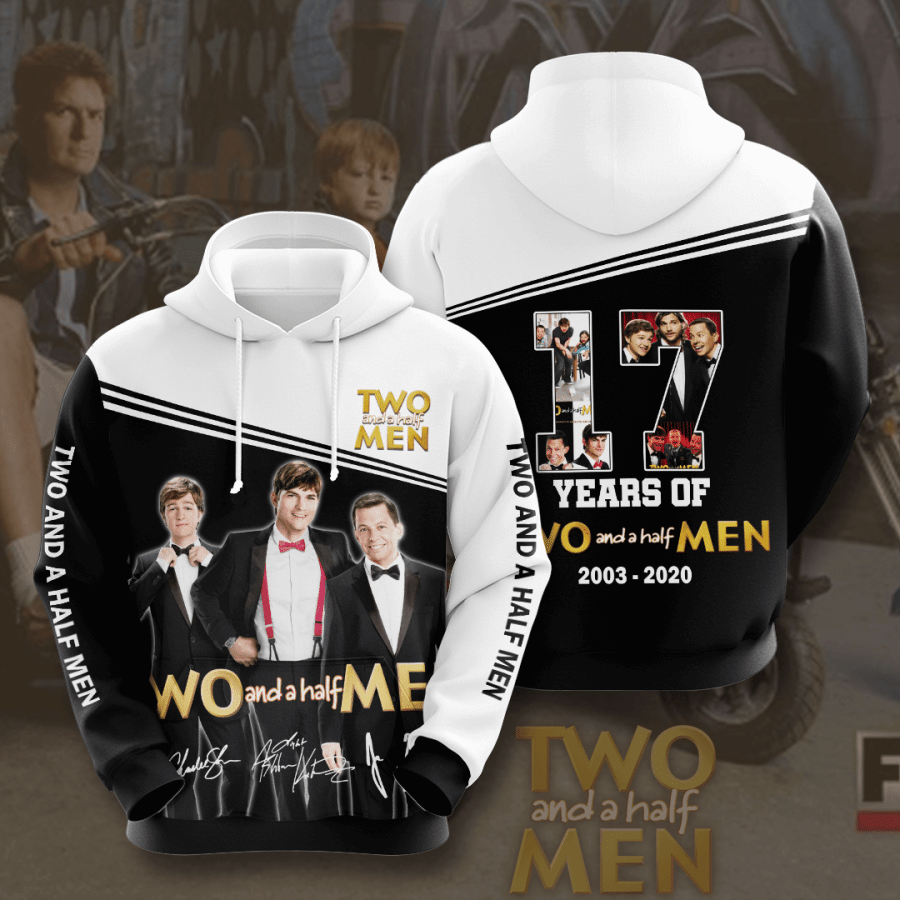 TWO
and a half
MEN
TWO AND A HALF MEN
TWO AND A HALF MEN
WO and a half ME
17
YEARS OF
WO and a half MEN
2003 - 2020
TWO
and a half
MEN
F